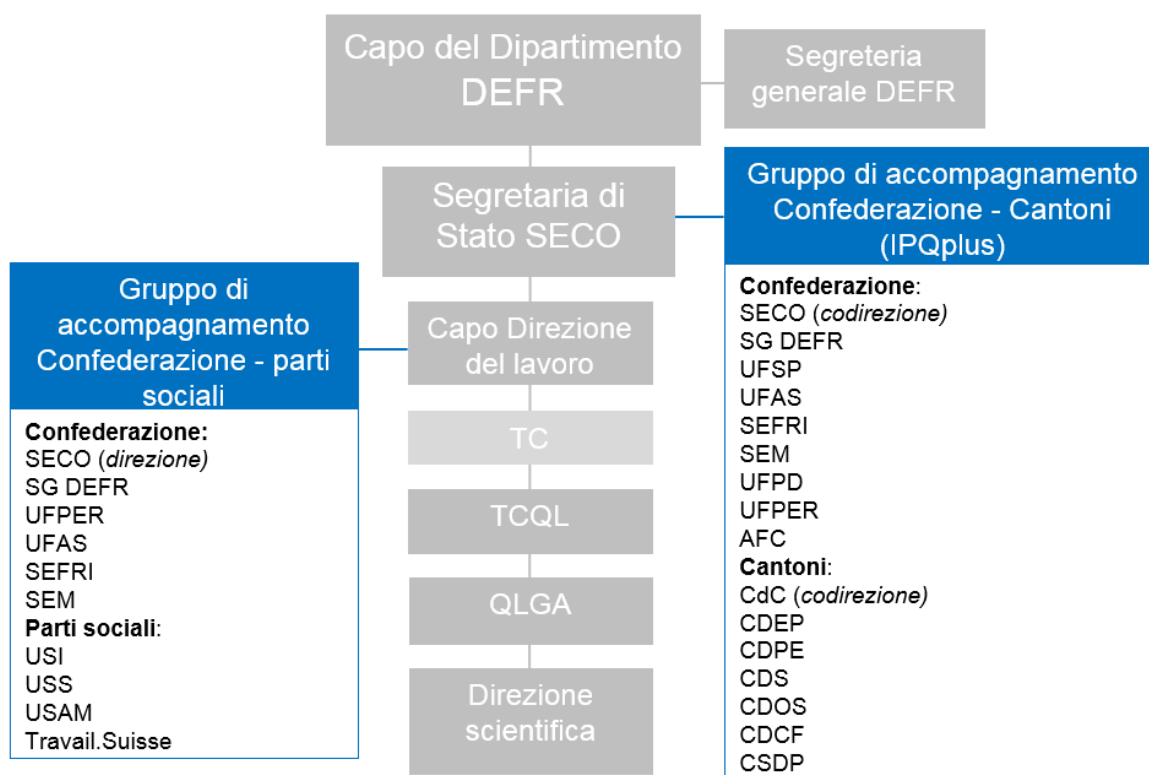 Capo del Dipartimento
DEFR
Segreteria
generale DEFR
Segretaria di
Stato SECO
Gruppo di accompagnamento
Confederazione - Cantoni
(IPQplus)
Confederazione:
SECO (codirezione)
SG DEFR
UFSP
UFAS
SEFRI
SEM
UFPD
UFPER
AFC
Cantoni:
CdC (codirezione)
CDEP
CDPE
CDS
CDOS
CDCF
CSDP
Gruppo di
accompagnamento
Confederazione - parti
sociali
Confederazione:
SECO (direzione)
SG DEFR
UFPER
UFAS
SEFRI
SEM
Parti sociali:
USI
USS
USAM
Travail.Suisse
Capo Direzione
del lavoro
TC
TCQL
QLGA
Direzione
scientifica